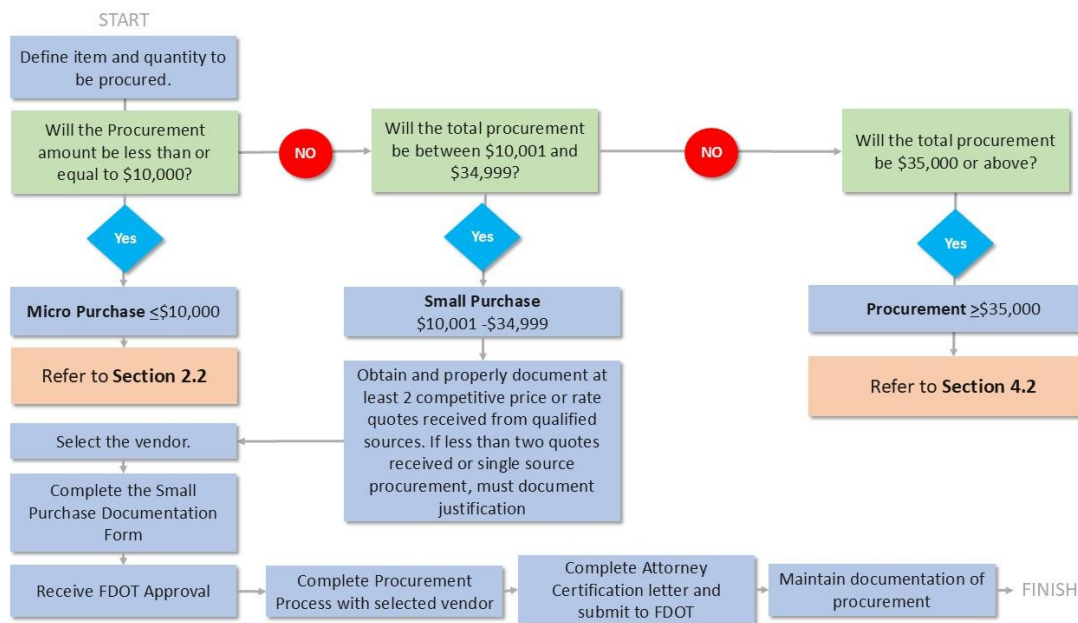 START
Define item and quantity to
be procured.
Will the Procurement
amount be less than or
equal to $10,000?
NO
Will the total procurement
be between $10,001 and
$34,999?
NO
Will the total procurement
be $35,000 or above?
Yes
Yes
Yes
Micro Purchase ≤$10,000
Small Purchase
$10,001 -$34,999
Procurement ≥$35,000
Refer to Section 2.2
Obtain and properly document at
least 2 competitive price or rate
quotes received from qualified
sources. If less than two quotes
received or single source
procurement, must document
justification
Refer to Section 4.2
Select the vendor.
Complete the Small
Purchase Documentation
Form
Receive FDOT Approval
Complete Procurement
Process with selected vendor
Complete Attorney
Certification letter and
submit to FDOT
Maintain documentation of
procurement
FINISH